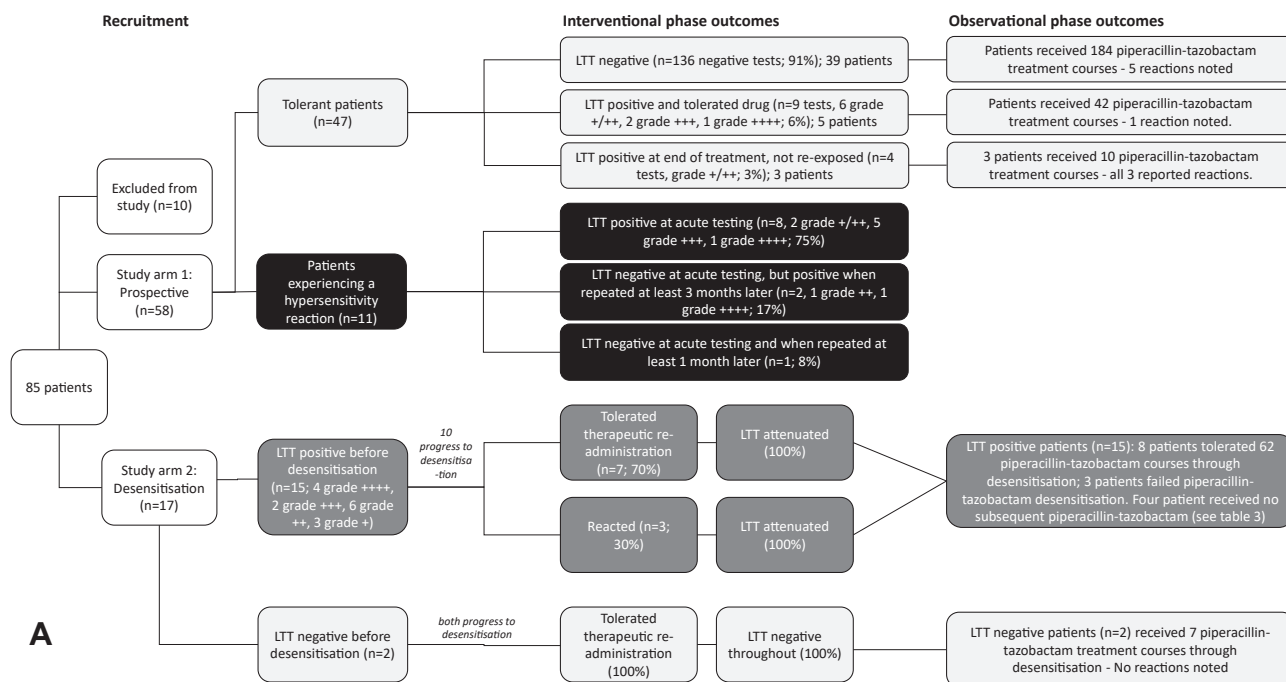 Recruitment
Interventional phase outcomes
Observational phase outcomes
85 patients
Excluded from
study (n=10)
Study arm 1:
Prospective
(n=58)
Tolerant patients
(n=47)
LTT negative (n=136 negative tests; 91%); 39 patients
Patients received 184 piperacillin-tazobactam
treatment courses - 5 reactions noted
LTT positive and tolerated drug (n=9 tests, 6 grade
+/++, 2 grade +++, 1 grade ++++; 6%); 5 patients
Patients received 42 piperacillin-tazobactam
treatment courses - 1 reaction noted.
LTT positive at end of treatment, not re-exposed (n=4
tests, grade +/++; 3%); 3 patients
3 patients received 10 piperacillin-tazobactam
treatment courses - all 3 reported reactions.
Patients
experiencing a
hypersensitivity
reaction (n=11)
LTT positive at acute testing (n=8, 2 grade +/++, 5
grade +++, 1 grade ++++; 75%)
LTT negative at acute testing, but positive when
repeated at least 3 months later (n=2, 1 grade ++, 1
grade ++++; 17%)
LTT negative at acute testing and when repeated at
least 1 month later (n=1; 8%)
Study arm 2:
Desensitisation
(n=17)
LTT positive before
desensitisation
(n=15; 4 grade ++++,
2 grade +++, 6 grade
++, 3 grade +)
10
progress to
desensitisa
-tion
Tolerated
therapeutic re-
administration
(n=7; 70%)
LTT attenuated
(100%)
Reacted (n=3;
30%)
LTT attenuated
(100%)
LTT positive patients (n=15): 8 patients tolerated 62
piperacillin-tazobactam courses through
desensitisation; 3 patients failed piperacillin-
tazobactam desensitisation. Four patient received no
subsequent piperacillin-tazobactam (see table 3)
LTT negative before
desensitisation (n=2)
both progress to
desensitisation
Tolerated
therapeutic re-
administration
(100%)
LTT negative
throughout (100%)
LTT negative patients (n=2) received 7 piperacillin-
tazobactam treatment courses through
desensitisation - No reactions noted
A